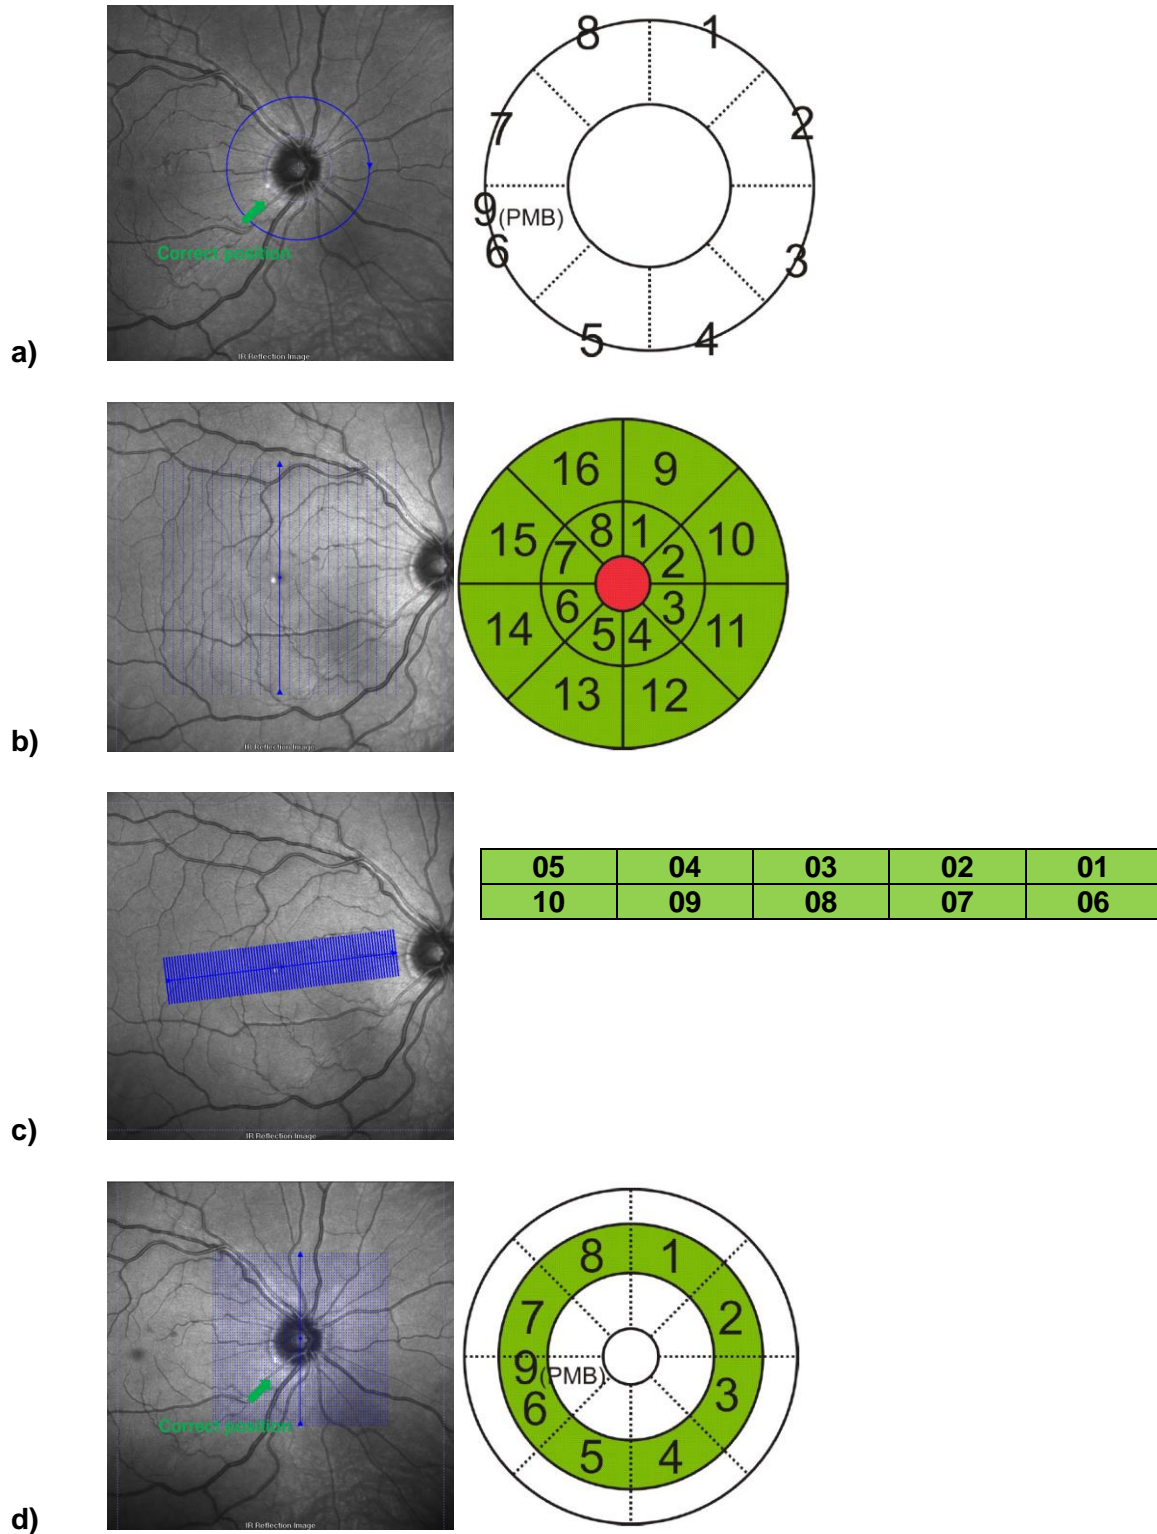 8 1
7 2
9(PMB)
6 3
5 4
Correct position
IR Reflection Image
a)
16 9
15 8 1 10
7 2
6 3
14 5 4 11
13 12
IR Reflection Image
b)
05 04 03 02 01
10 09 08 07 06
IR Reflection Image
c)
8 1
7 2
9(PMB)
6 3
5 4
Correct position
IR Reflection Image
d)